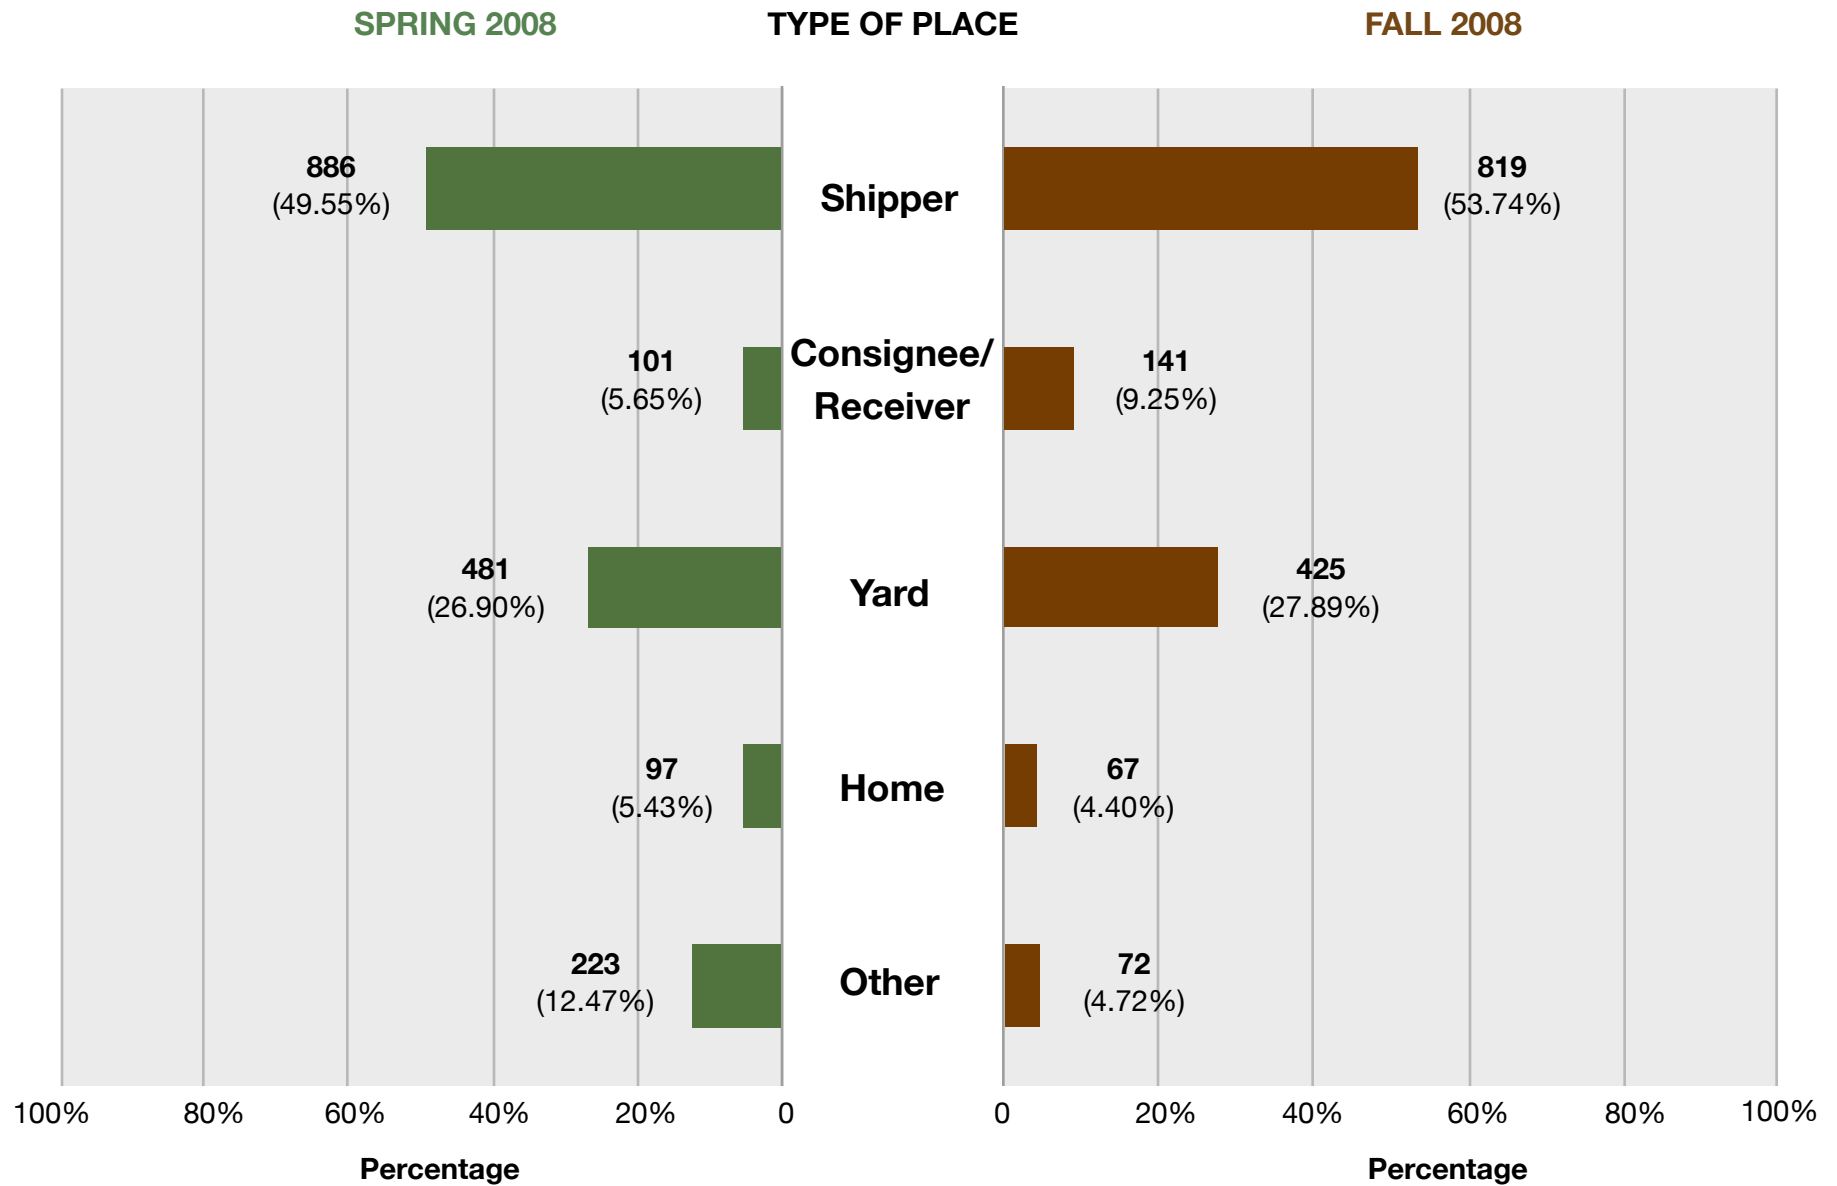 SPRING 2008 TYPE OF PLACE FALL 2008
886
(49.55%)
Shipper
819
(53.74%)
101
(5.65%)
Consignee/
Receiver
141
(9.25%)
481
(26.90%)
Yard
425
(27.89%)
97
(5.43%)
Home
67
(4.40%)
223
(12.47%)
Other
72
(4.72%)
100% 80% 60% 40% 20% 0 0 20% 40% 60% 80% 100%
Percentage Percentage